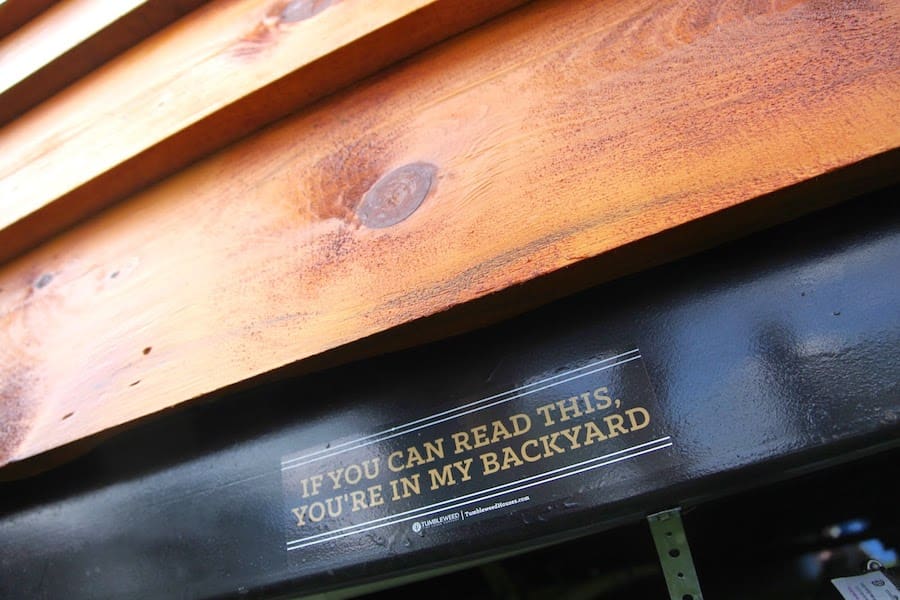 IF YOU CAN READ THIS,
YOU'RE IN MY BACKYARD
TUMBLEWEED | TumbleweedHouses.com